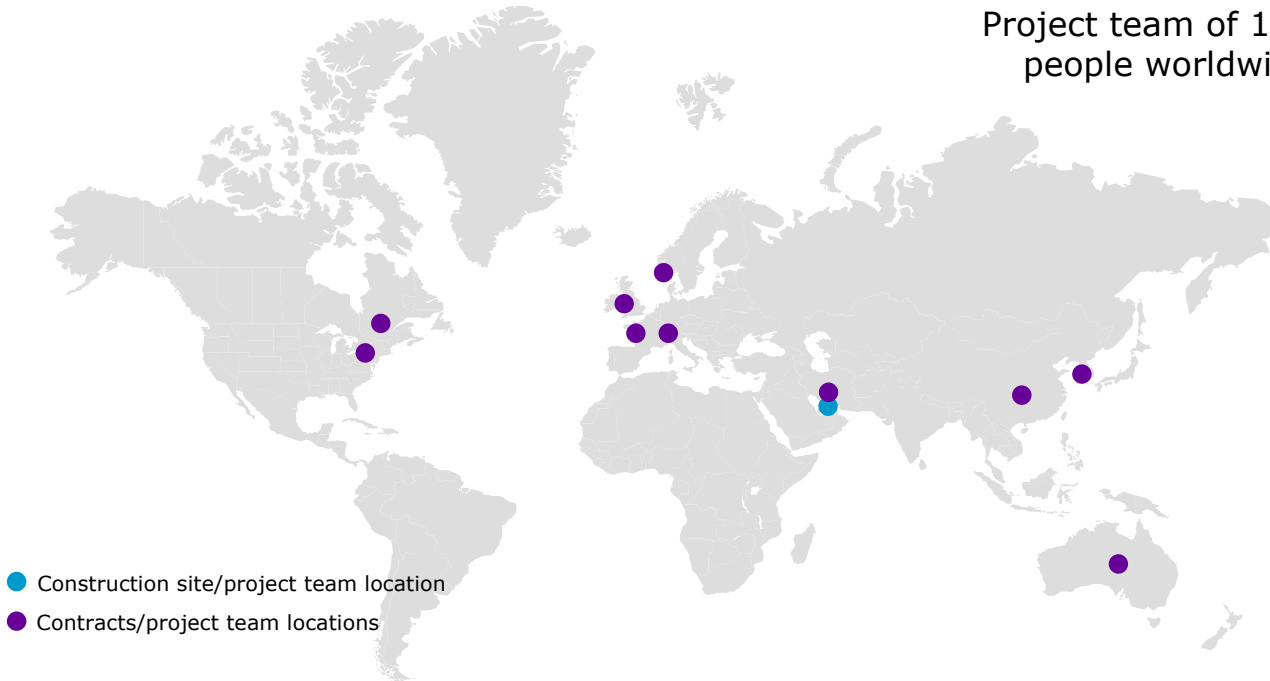 Project team of 1
people worldwi
Construction site/project team location
Contracts/project team locations